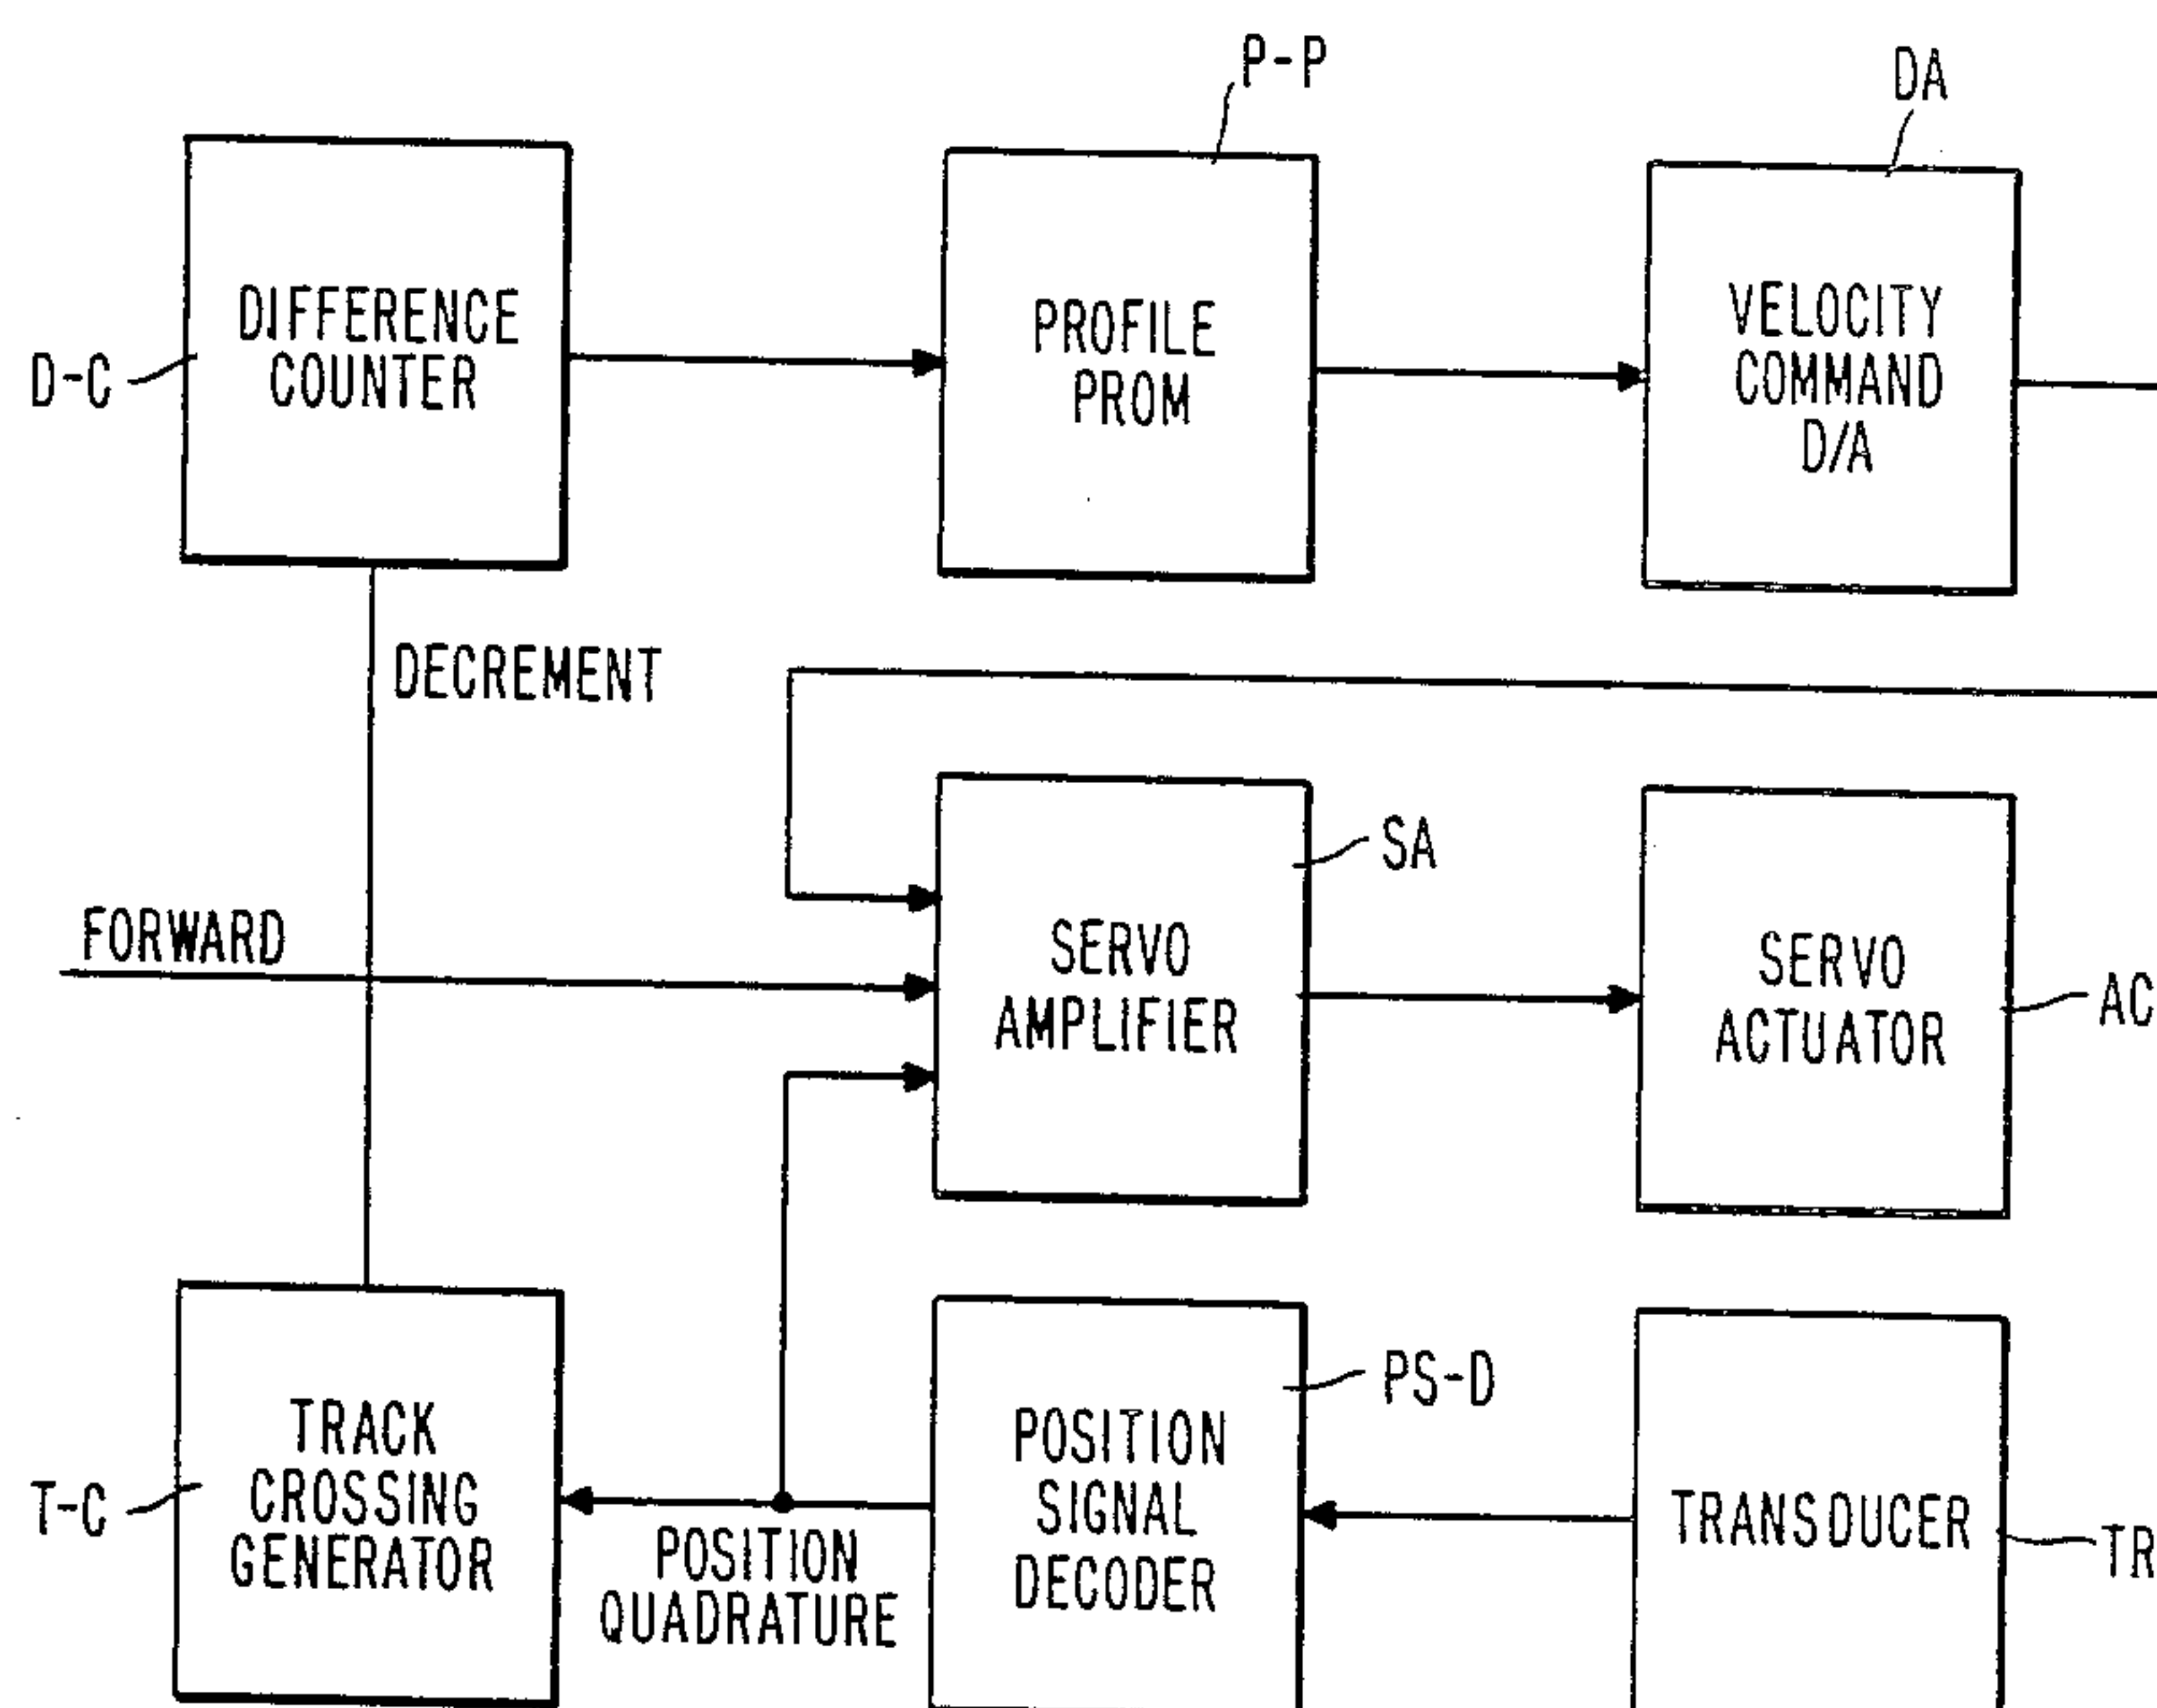 P-P
DA
D-C
DIFFERENCE
COUNTER
PROFILE
PROM
VELOCITY
COMMAND
D/A
DECREMENT
FORWARD
SERVO
AMPLIFIER
SA
SERVO
ACTUATOR
AC
T-C
TRACK
CROSSING
GENERATOR
POSITION
QUADRATURE
POSITION
SIGNAL
DECODER
PS-D
TRANSDUCER
TR